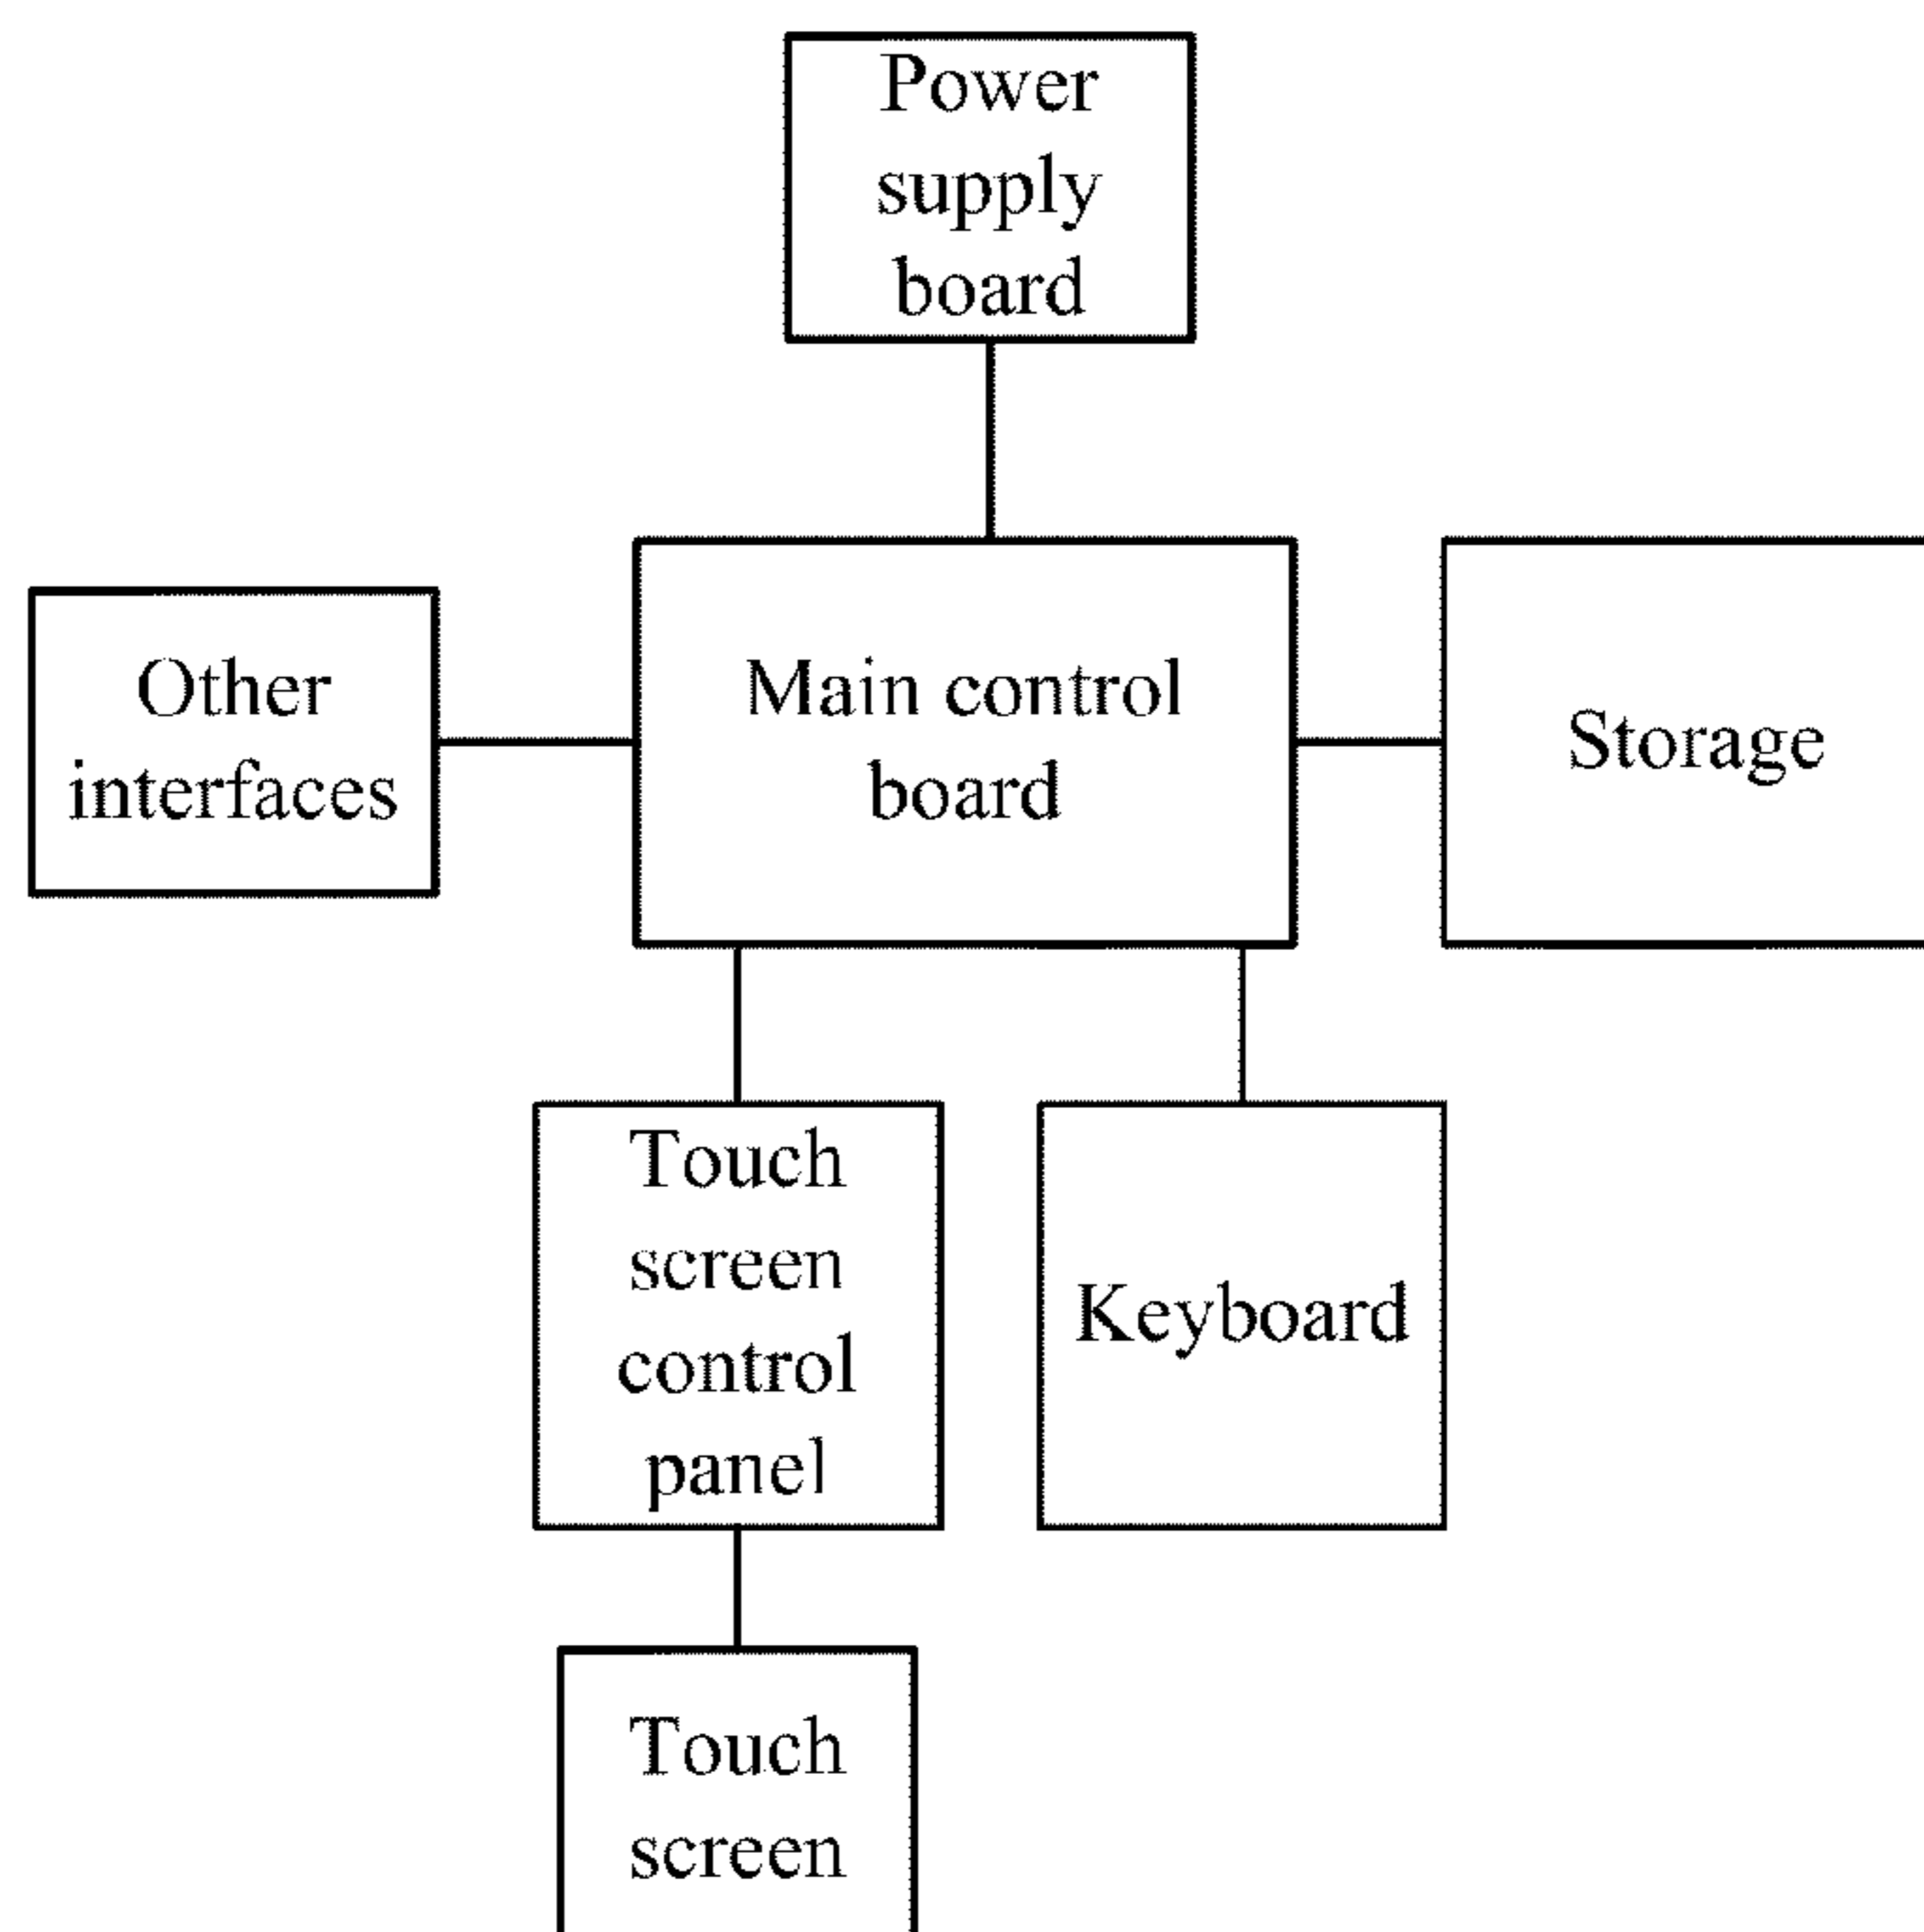 Power
supply
board
Other
interfaces
Main control
board
Storage
Touch
screen
control
panel
Keyboard
Touch
screen